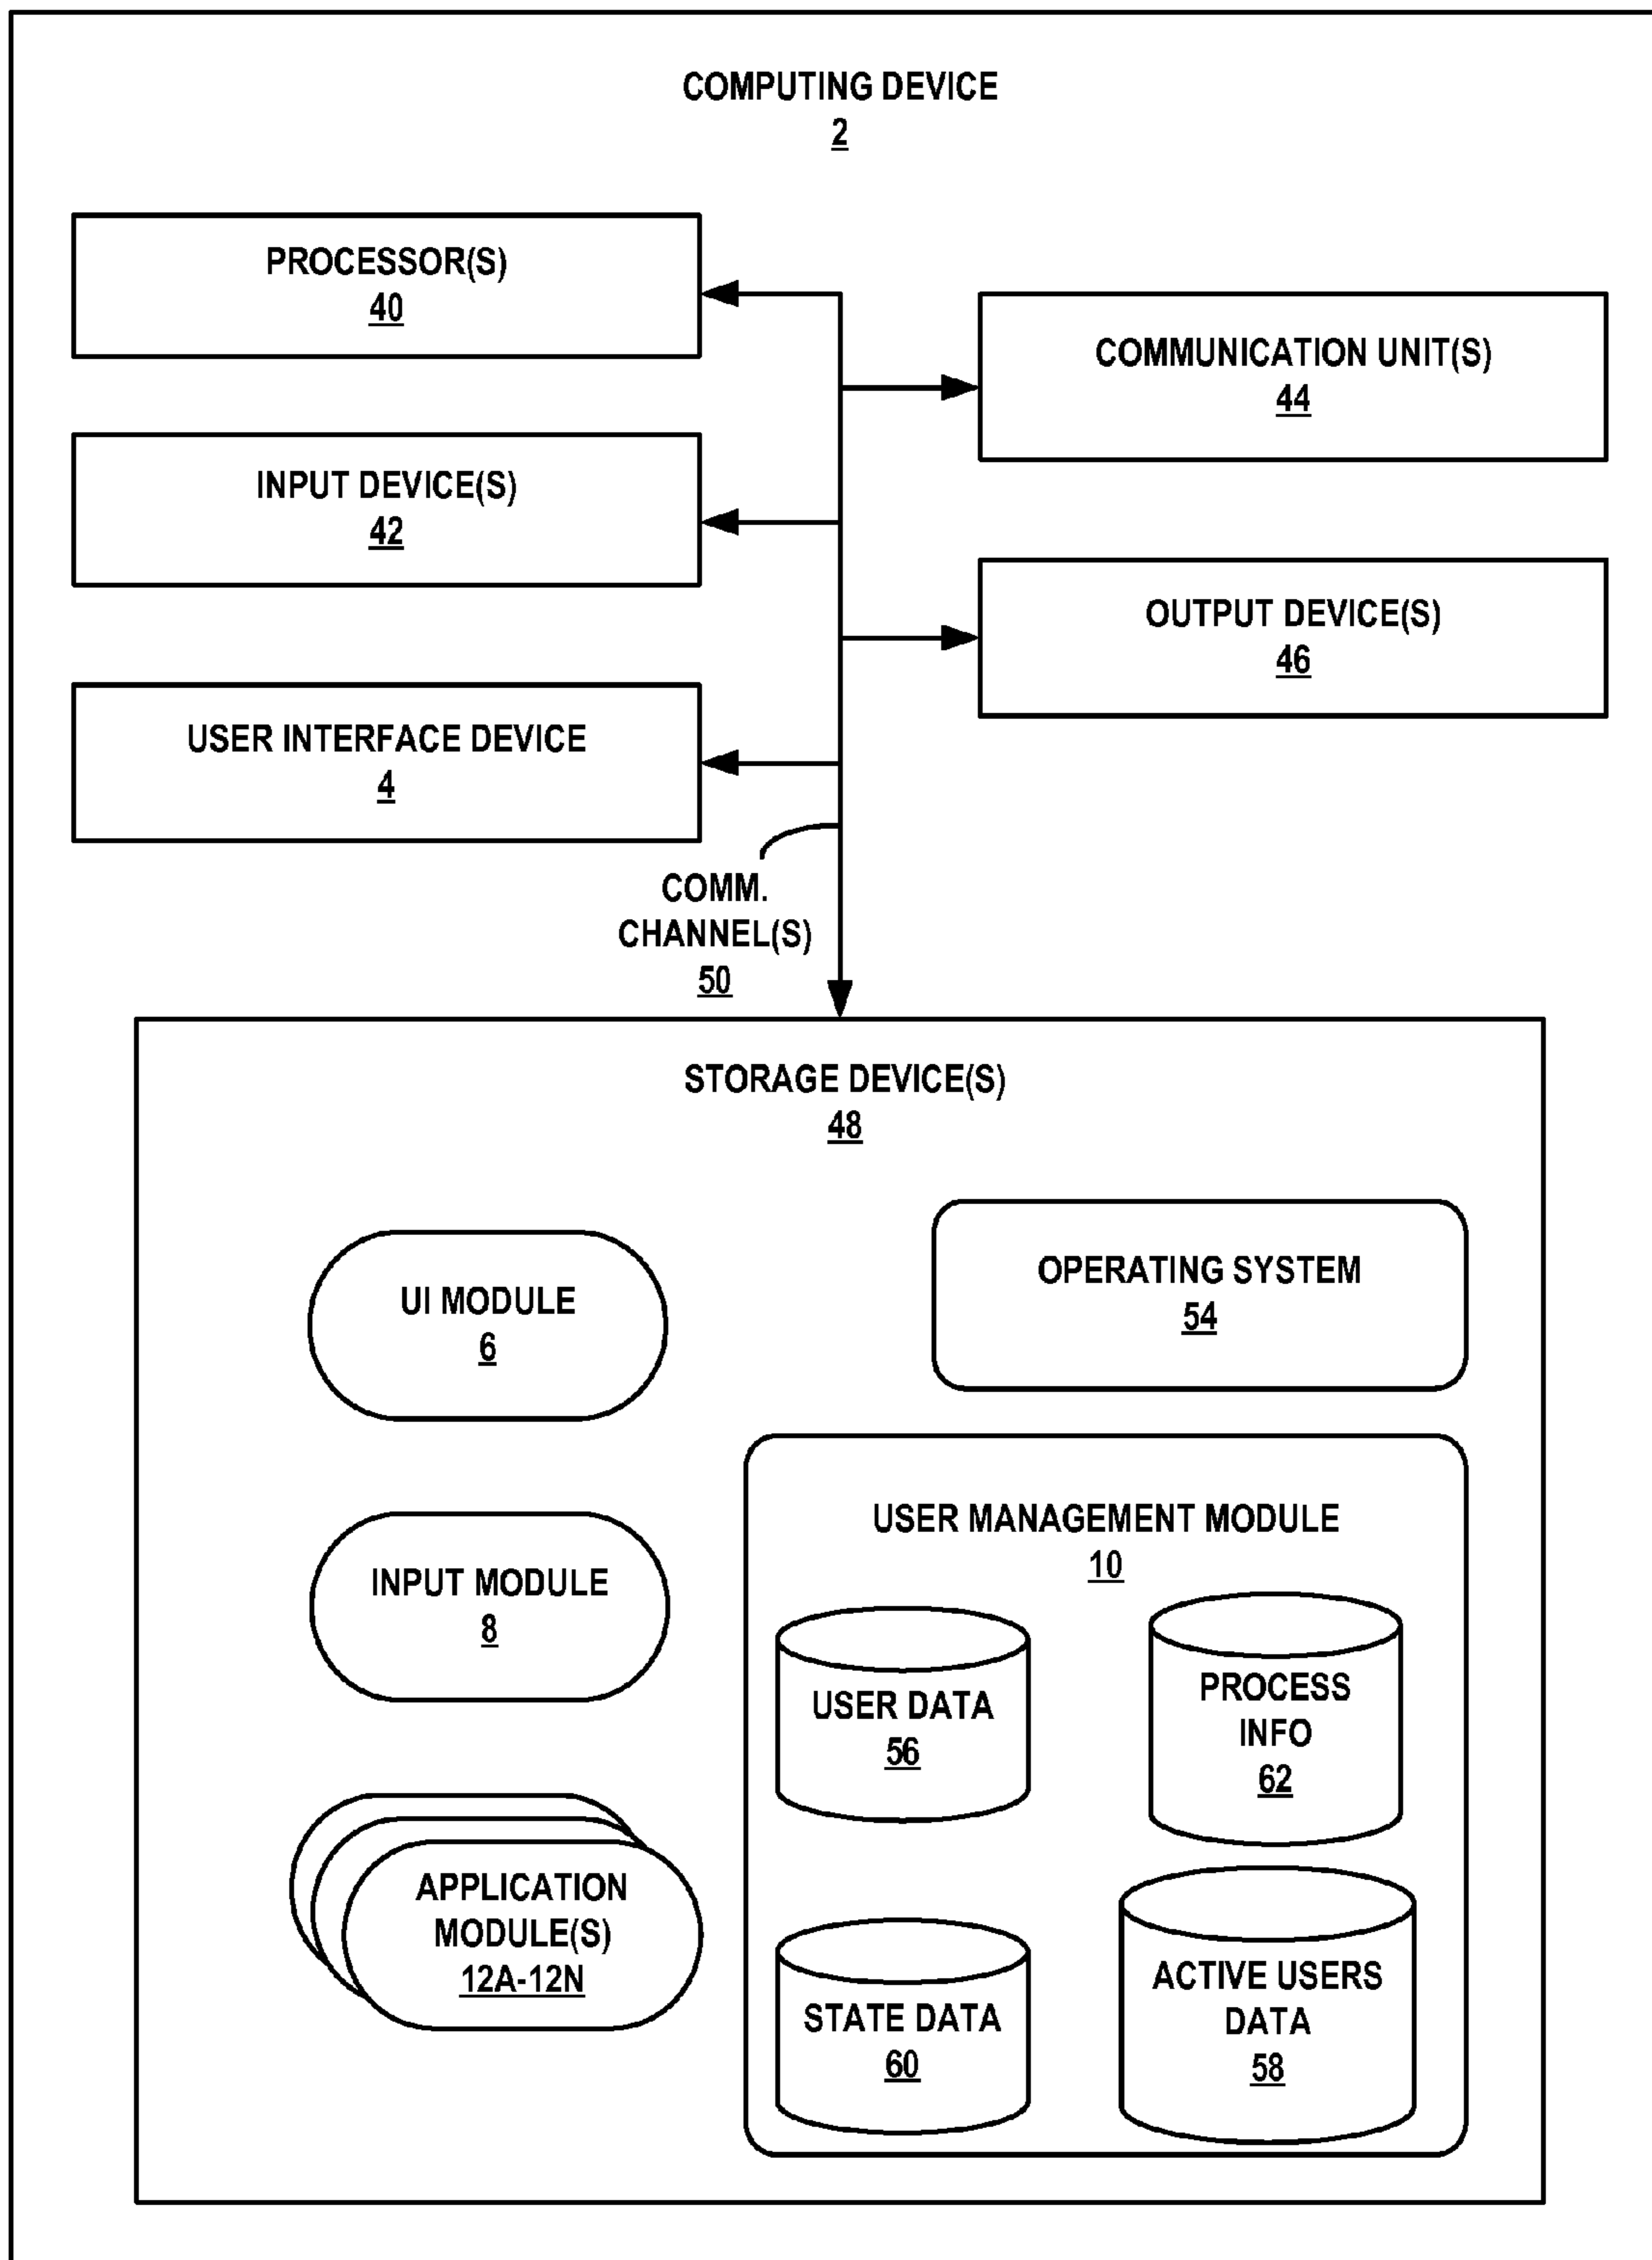 COMPUTING DEVICE
2
PROCESSOR(S)
40
COMMUNICATION UNIT(S)
44
INPUT DEVICE(S)
42
OUTPUT DEVICE(S)
46
USER INTERFACE DEVICE
4
COMM.
CHANNEL(S)
50
STORAGE DEVICE(S)
48
OPERATING SYSTEM
54
UI MODULE
6
INPUT MODULE
8
APPLICATION
MODULE(S)
12A-12N
USER MANAGEMENT MODULE
10
USER DATA
56
PROCESS
INFO
62
STATE DATA
60
ACTIVE USERS
DATA
58